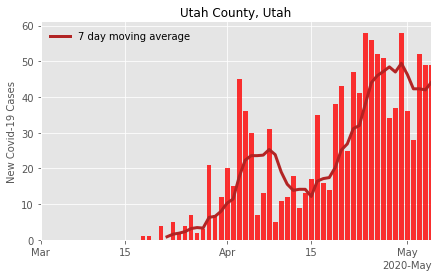 Utah County, Utah
7 day moving average
New Covid-19 Cases
60
50
40
30
20
10
0
Mar
15
Apr
15
May
2020-May